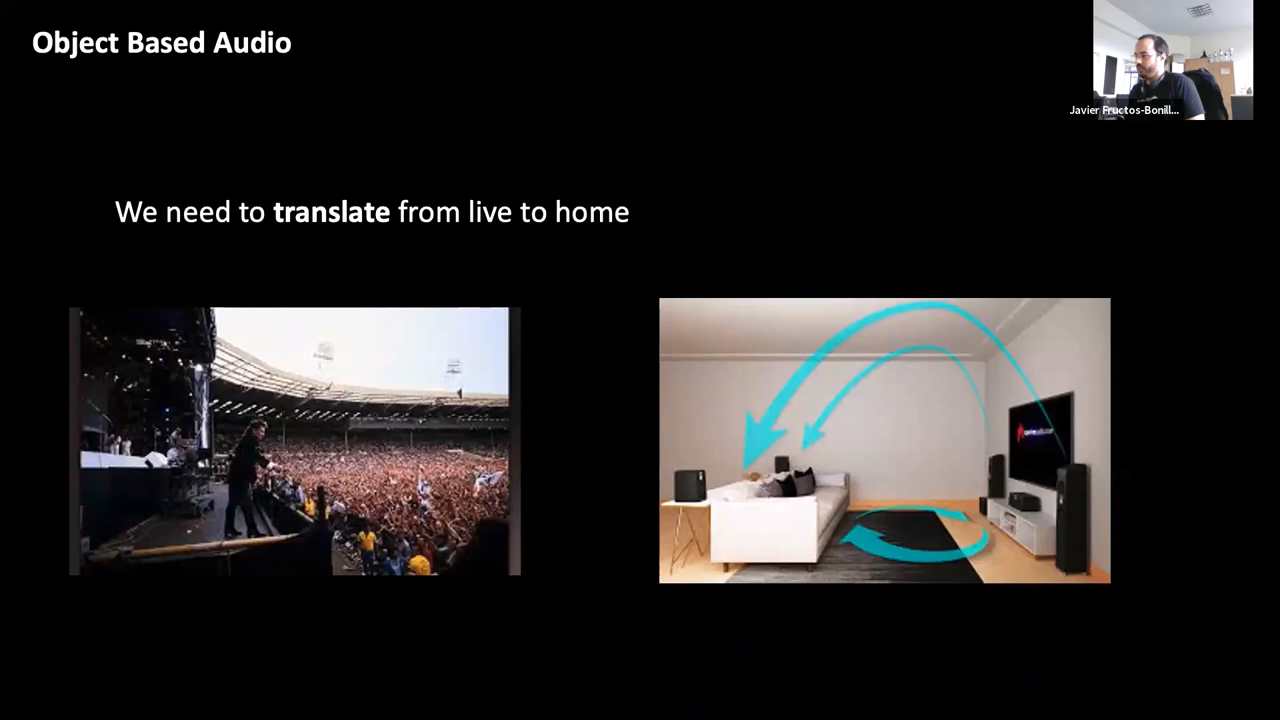 Object Based Audio
Javier Fructos-Bonill...
We need to translate from live to home